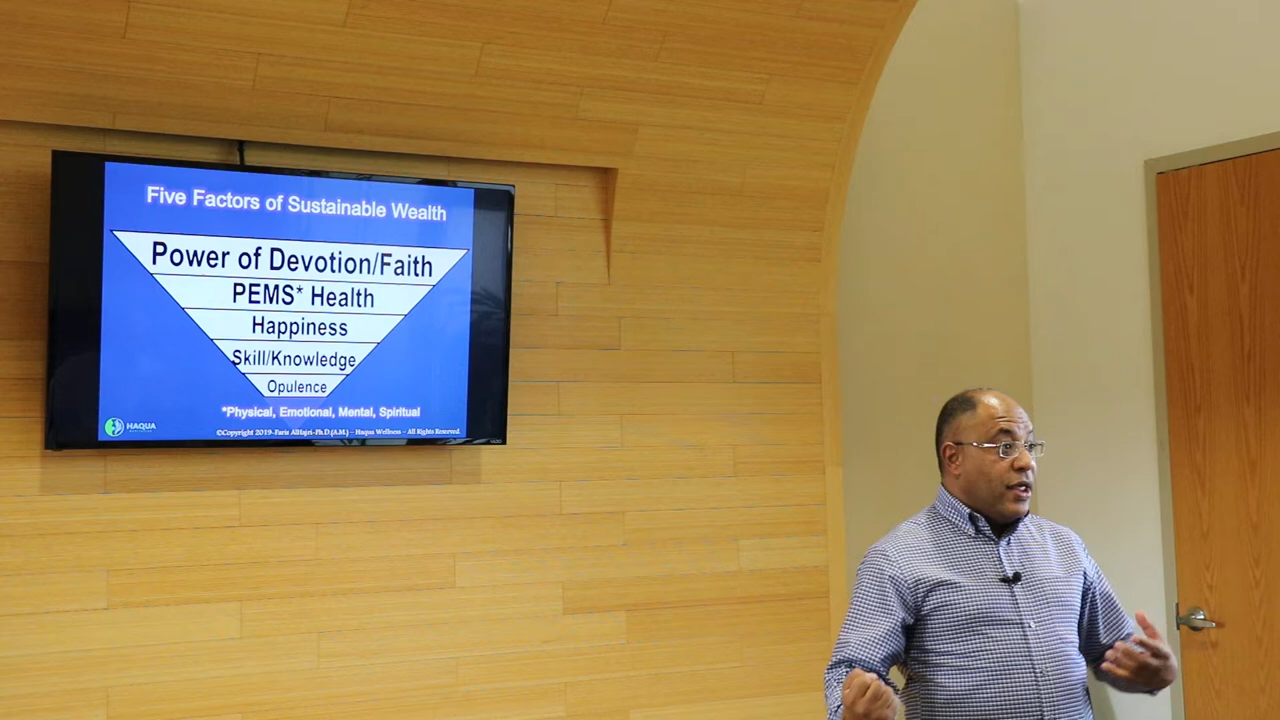 Five Factors of Sustainable Wealth
Power of Devotion/Faith
PEMS* Health
Happiness
Skill/Knowledge
Opulence
*Physical, Emotional, Mental, Spiritual
HAQUA
©Copyright 2019-Faris AlHajri-Ph.D.(A.M.) – Haqua Wellness – All Rights Reserved